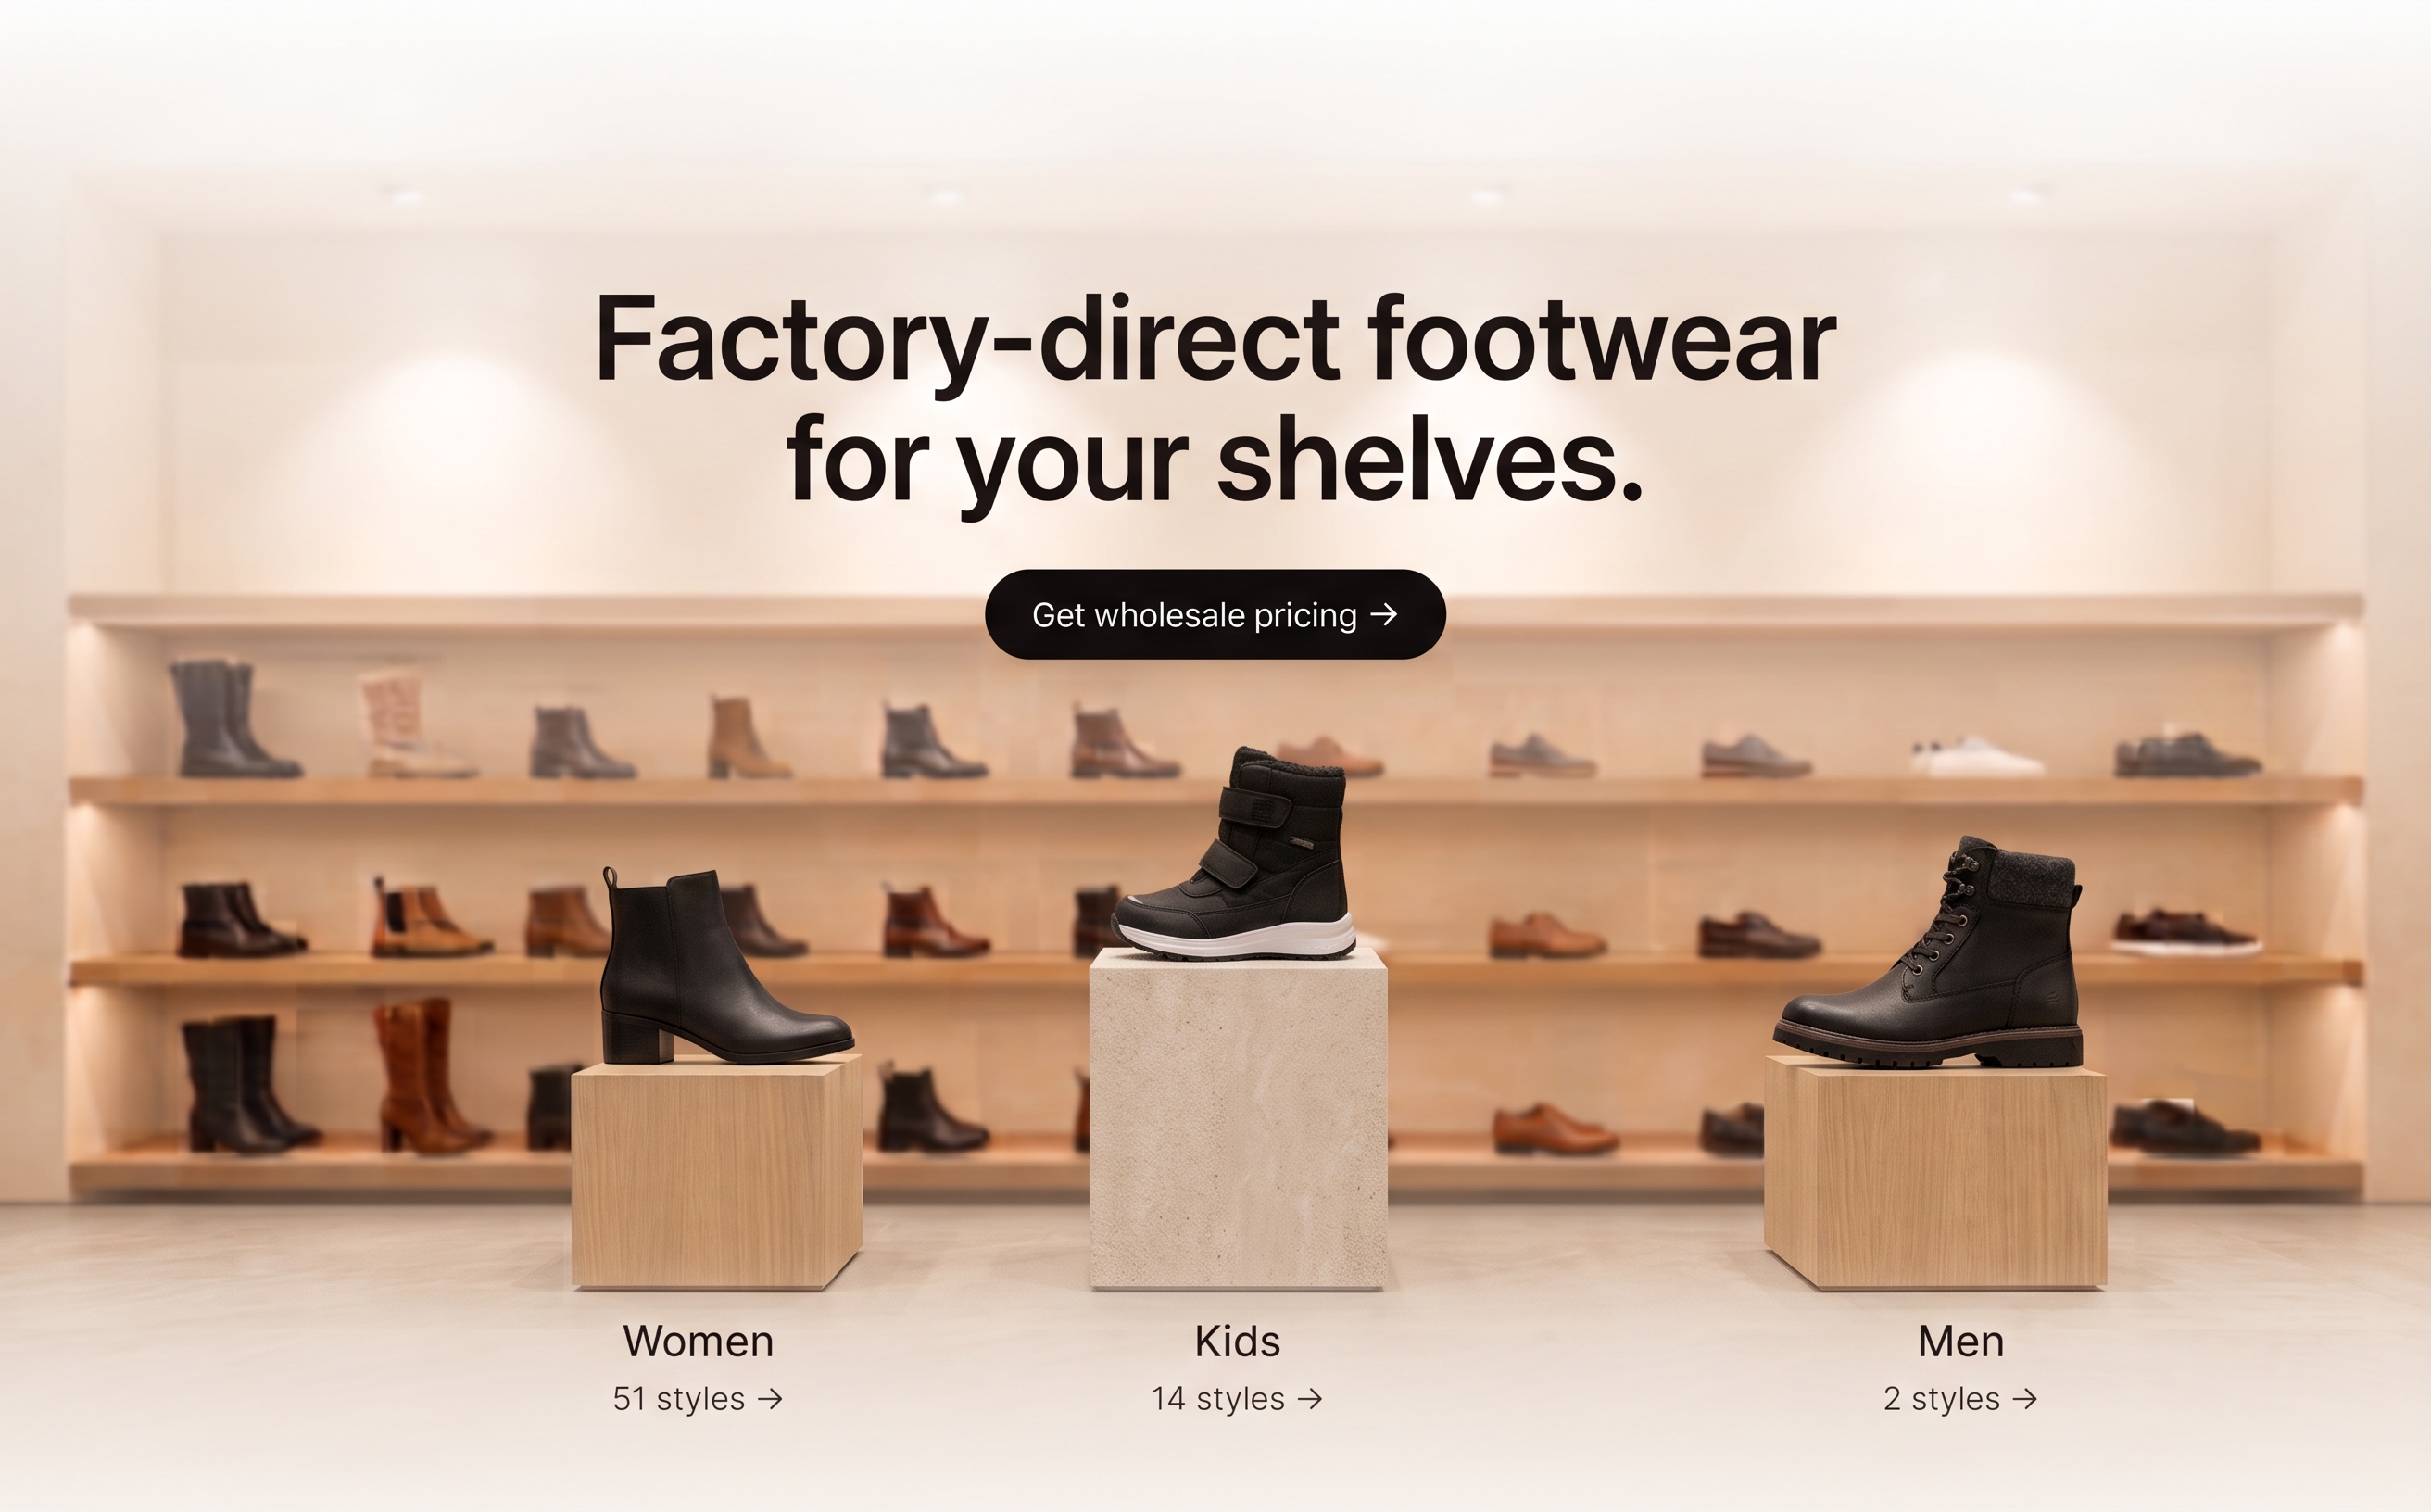 Factory-direct footwear
for your shelves.
Get wholesale pricing →
Women
Kids
Men
51 styles →
14 styles →
2 styles →